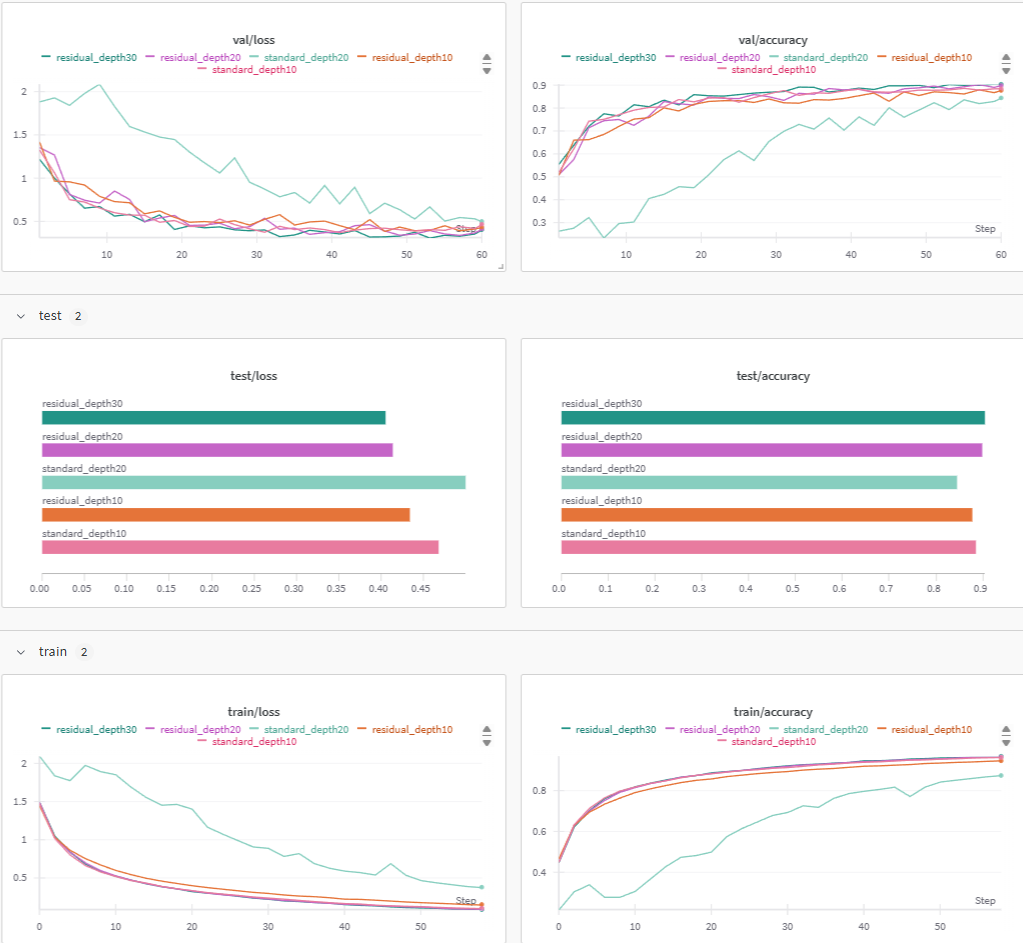 val/loss
residual_depth30 residual_depth20 standard_depth20 residual_depth10
standard_depth10
2
1.5
1
0.5
Step
10 20 30 40 50 60
val/accuracy
residual_depth30 residual_depth20 standard_depth20 residual_depth10
standard_depth10
0.9
0.8
0.7
0.6
0.5
0.4
0.3
Step
10 20 30 40 50 60
test 2
test/loss
residual_depth30
residual_depth20
standard_depth20
residual_depth10
standard_depth10
0.00 0.05 0.10 0.15 0.20 0.25 0.30 0.35 0.40 0.45
test/accuracy
residual_depth30
residual_depth20
standard_depth20
residual_depth10
standard_depth10
0.0 0.1 0.2 0.3 0.4 0.5 0.6 0.7 0.8 0.9
train 2
train/loss
residual_depth30 residual_depth20 standard_depth20 residual_depth10
standard_depth10
2
1.5
1
0.5
Step
0 10 20 30 40 50
train/accuracy
residual_depth30 residual_depth20 standard_depth20 residual_depth10
standard_depth10
0.8
0.6
0.4
Step
0 10 20 30 40 50